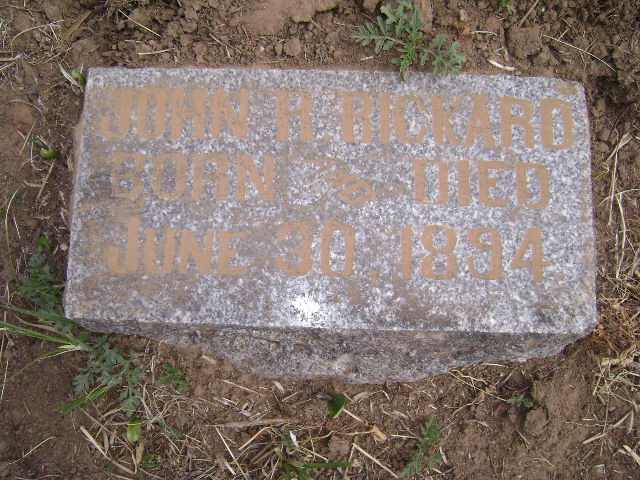 JOHN R. RICKARD
BORN AND DIED
JUNE 30, 1894